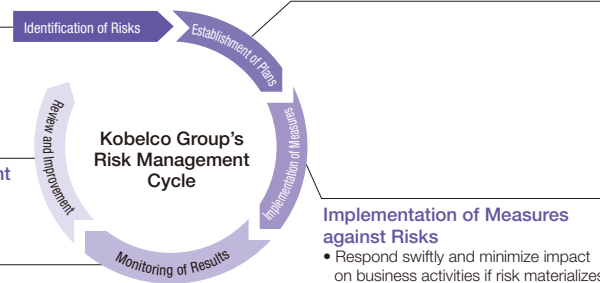 Identification of Risks
Establishment of Plans
Implementation of Measures
Monitoring of Results
Review and Improvement
Kobelco Group's
Risk Management
Cycle
Implementation of Measures
against Risks
• Respond swiftly and minimize impact
on business activities if risk materializes